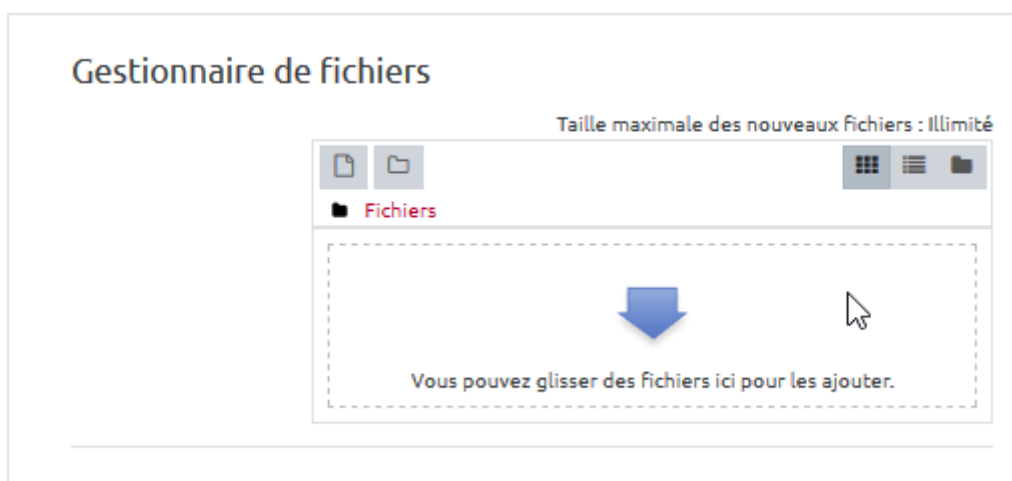 Gestionnaire de fichiers
Taille maximale des nouveaux fichiers : Illimité
Fichiers
Vous pouvez glisser des fichiers ici pour les ajouter.